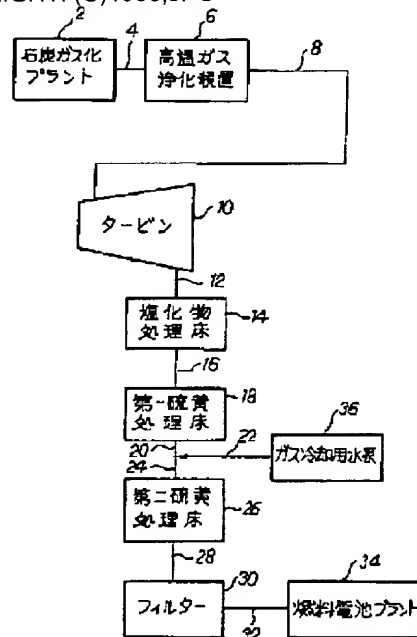 2
6
石炭ガス化
プラント
4
高温ガス
浄化装置
8
タービン
10
12
塩化物
処理床
14
16
第一硫黄
処理床
18
20
22
24
36
ガス冷却用水蒸
第二硫黄
処理床
26
28
30
34
フィルター
燃料電池プラント